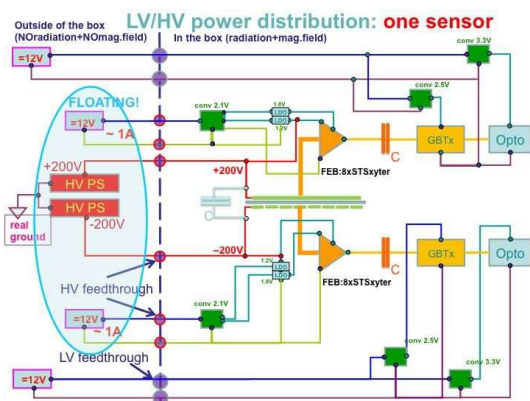 LV/HV power distribution: one sensor
Outside of the box
(NOradiation+NOmag.field)
In the box (radiation+mag.field)
conv 3.3V
=12V
conv 2.5V
FLOATING!
conv 2.1V
1.8V
LDO
LDO
1.2V
=12V
~ 1A
GBTx
Opto
C
FEB:8xSTSxyter
+200V
+200V
HV PS
HV PS
-200V
C
real
ground
−200V
1.2V
LDO
LDO
1.8V
GBTx
Opto
C
FEB:8xSTSxyter
HV feedthrough
conv 2.1V
=12V
~ 1A
conv 2.5V
LV feedthrough
conv 3.3V
=12V